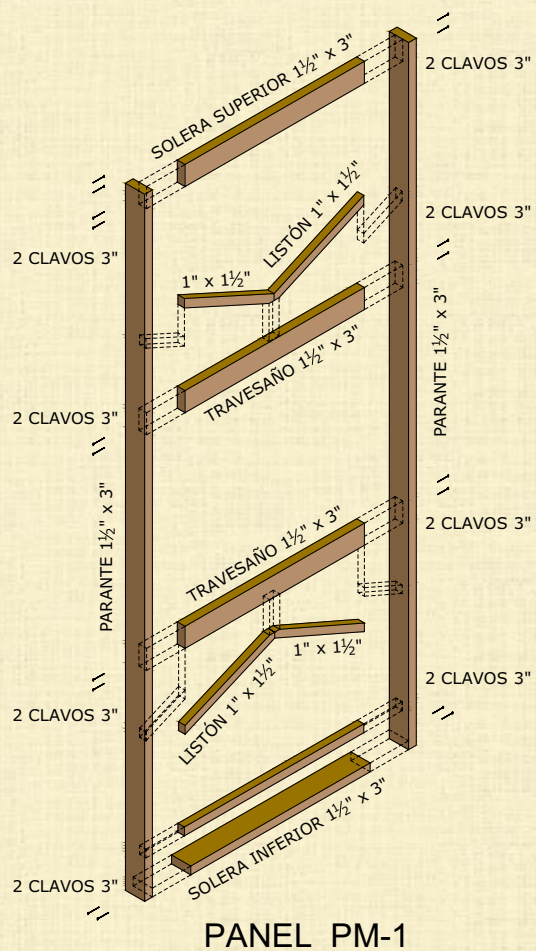 2 CLAVOS 3"
SOLERA SUPERIOR 1½" x 3"
2 CLAVOS 3"
2 CLAVOS 3"
LISTÓN 1" x 1½"
1" x 1½"
TRAVESAÑO 1½" x 3"
PARANTE 1½" x 3"
2 CLAVOS 3"
PARANTE 1½" x 3"
TRAVESAÑO 1½" x 3"
2 CLAVOS 3"
1" x 1½"
LISTÓN 1" x 1½"
2 CLAVOS 3"
2 CLAVOS 3"
SOLERA INFERIOR 1½" x 3"
2 CLAVOS 3"
PANEL PM-1